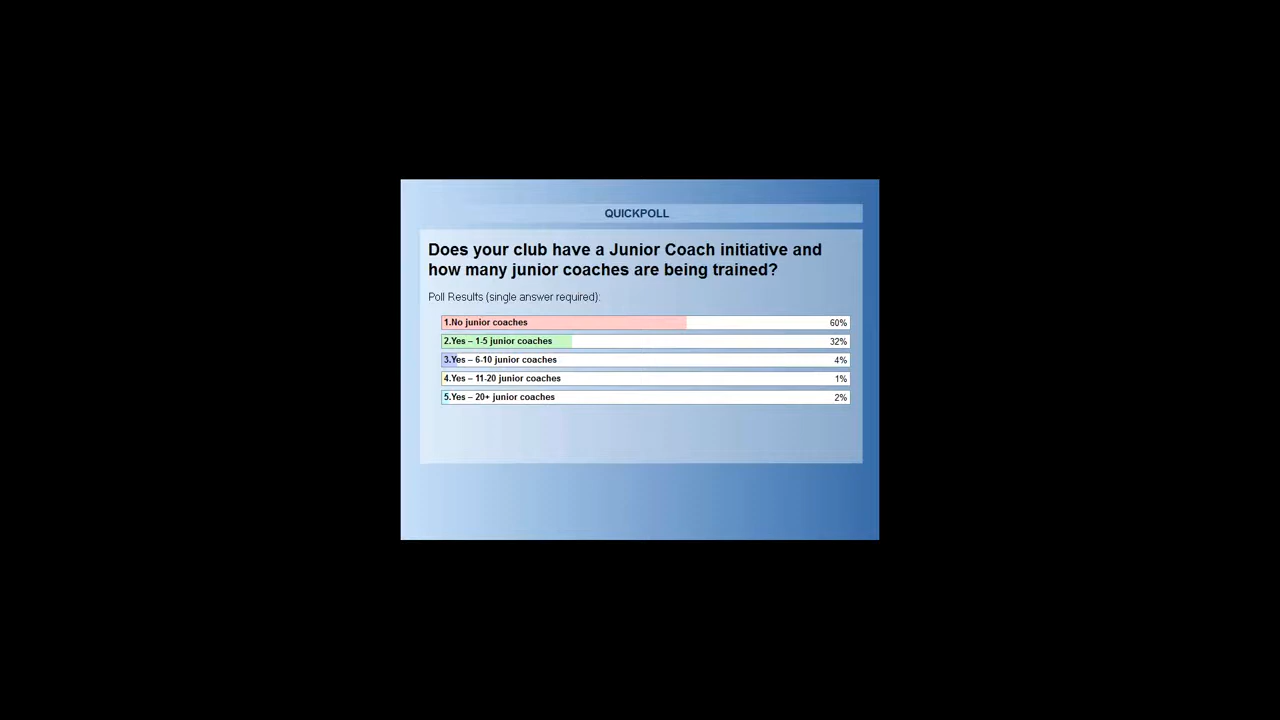 QUICKPOLL
Does your club have a Junior Coach initiative and
how many junior coaches are being trained?
Poll Results (single answer required):
1.No junior coaches 60%
2.Yes – 1-5 junior coaches 32%
3.Yes – 6-10 junior coaches 4%
4.Yes – 11-20 junior coaches 1%
5.Yes – 20+ junior coaches 2%